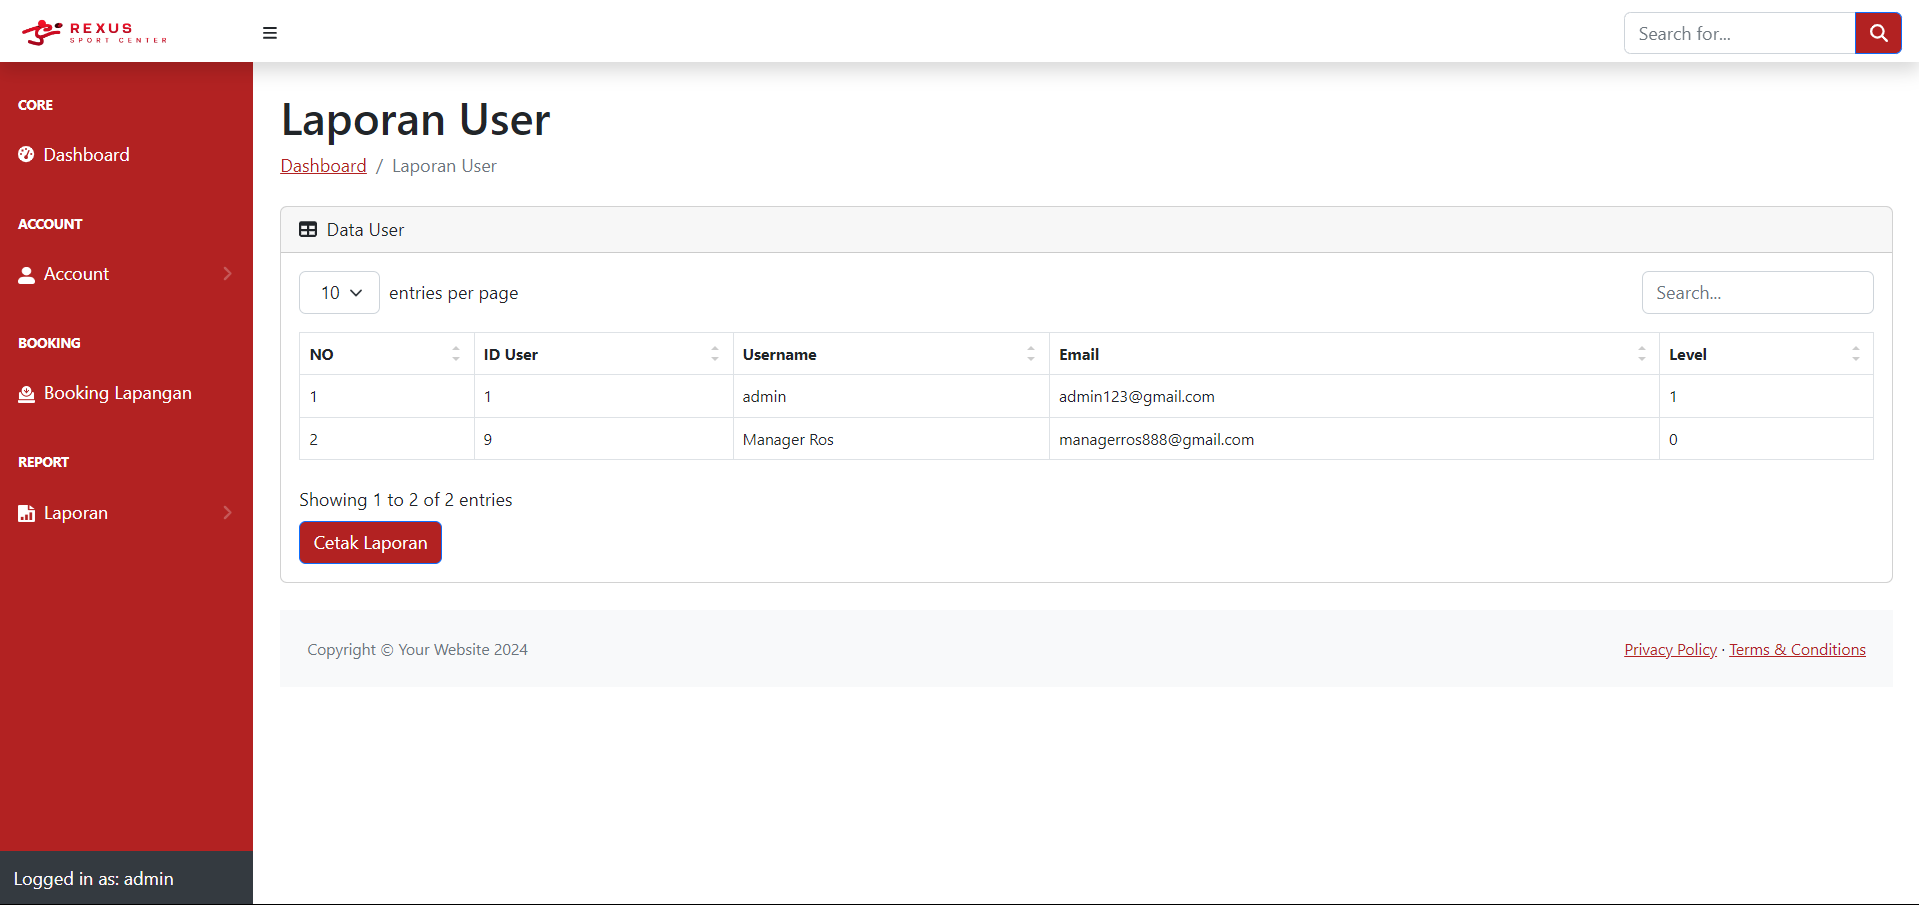 REXUS
SPORT CENTER
Search for...
CORE
Dashboard
ACCOUNT
Account
BOOKING
Booking Lapangan
REPORT
Laporan
Logged in as: admin
Laporan User
Dashboard / Laporan User
Data User
10 entries per page
Search...
NO ID User Username Email Level
1 1 admin admin123@gmail.com 1
2 9 Manager Ros managerros888@gmail.com 0
Showing 1 to 2 of 2 entries
Cetak Laporan
Copyright © Your Website 2024
Privacy Policy · Terms & Conditions